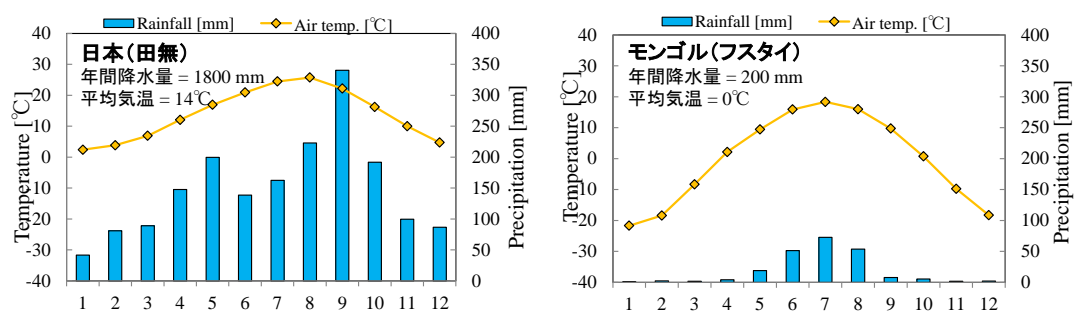 Rainfall [mm] Air temp. [℃]
日本（田無）
年間降水量 = 1800 mm
平均気温 = 14℃
Temperature [℃]
40
30
20
10
0
-10
-20
-30
-40
Precipitation [mm]
400
350
300
250
200
150
100
50
0
1 2 3 4 5 6 7 8 9 10 11 12
Rainfall [mm] Air temp. [℃]
モンゴル（フスタイ）
年間降水量 = 200 mm
平均気温 = 0℃
Temperature [℃]
40
30
20
10
0
-10
-20
-30
-40
Precipitation [mm]
400
350
300
250
200
150
100
50
0
1 2 3 4 5 6 7 8 9 10 11 12